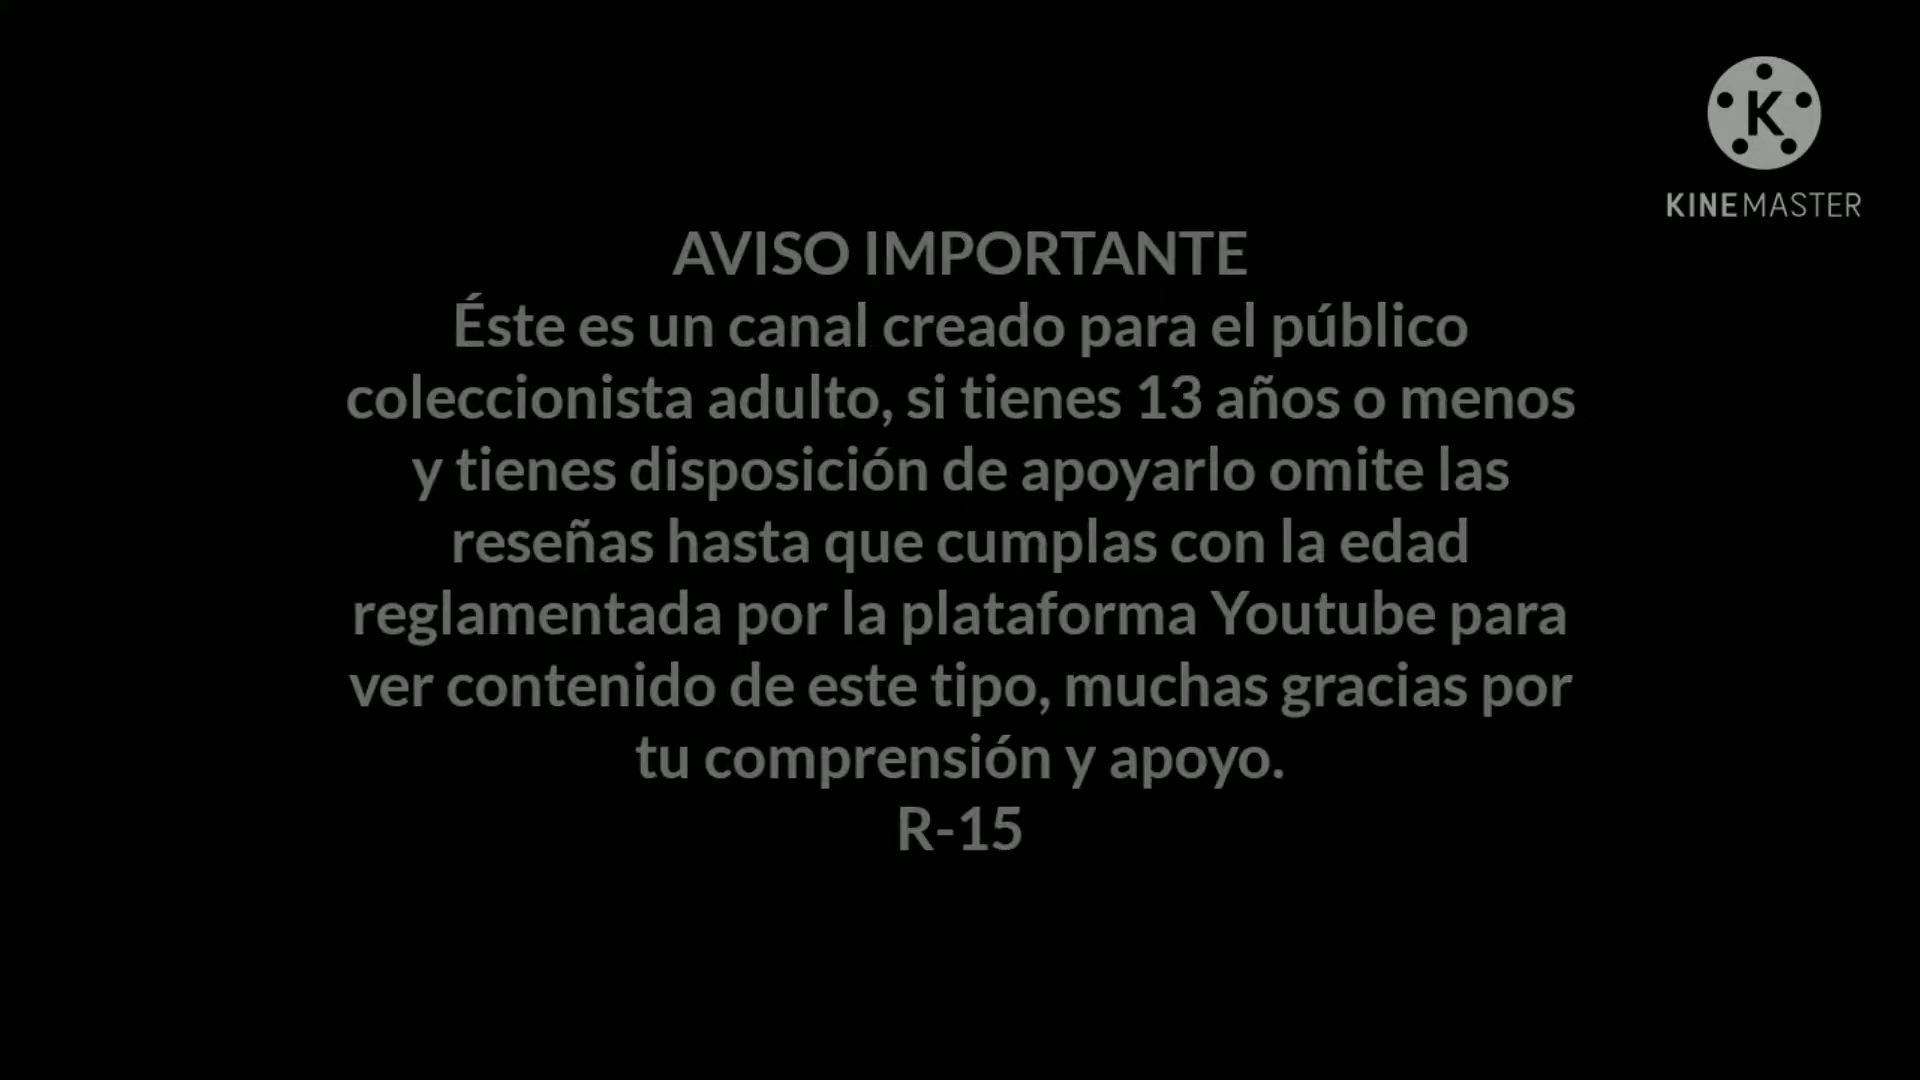 K
KINEMASTER
AVISO IMPORTANTE
Éste es un canal creado para el público
coleccionista adulto, si tienes 13 años o menos
y tienes disposición de apoyarlo omite las
reseñas hasta que cumplas con la edad
reglamentada por la plataforma Youtube para
ver contenido de este tipo, muchas gracias por
tu comprensión y apoyo.
R-15